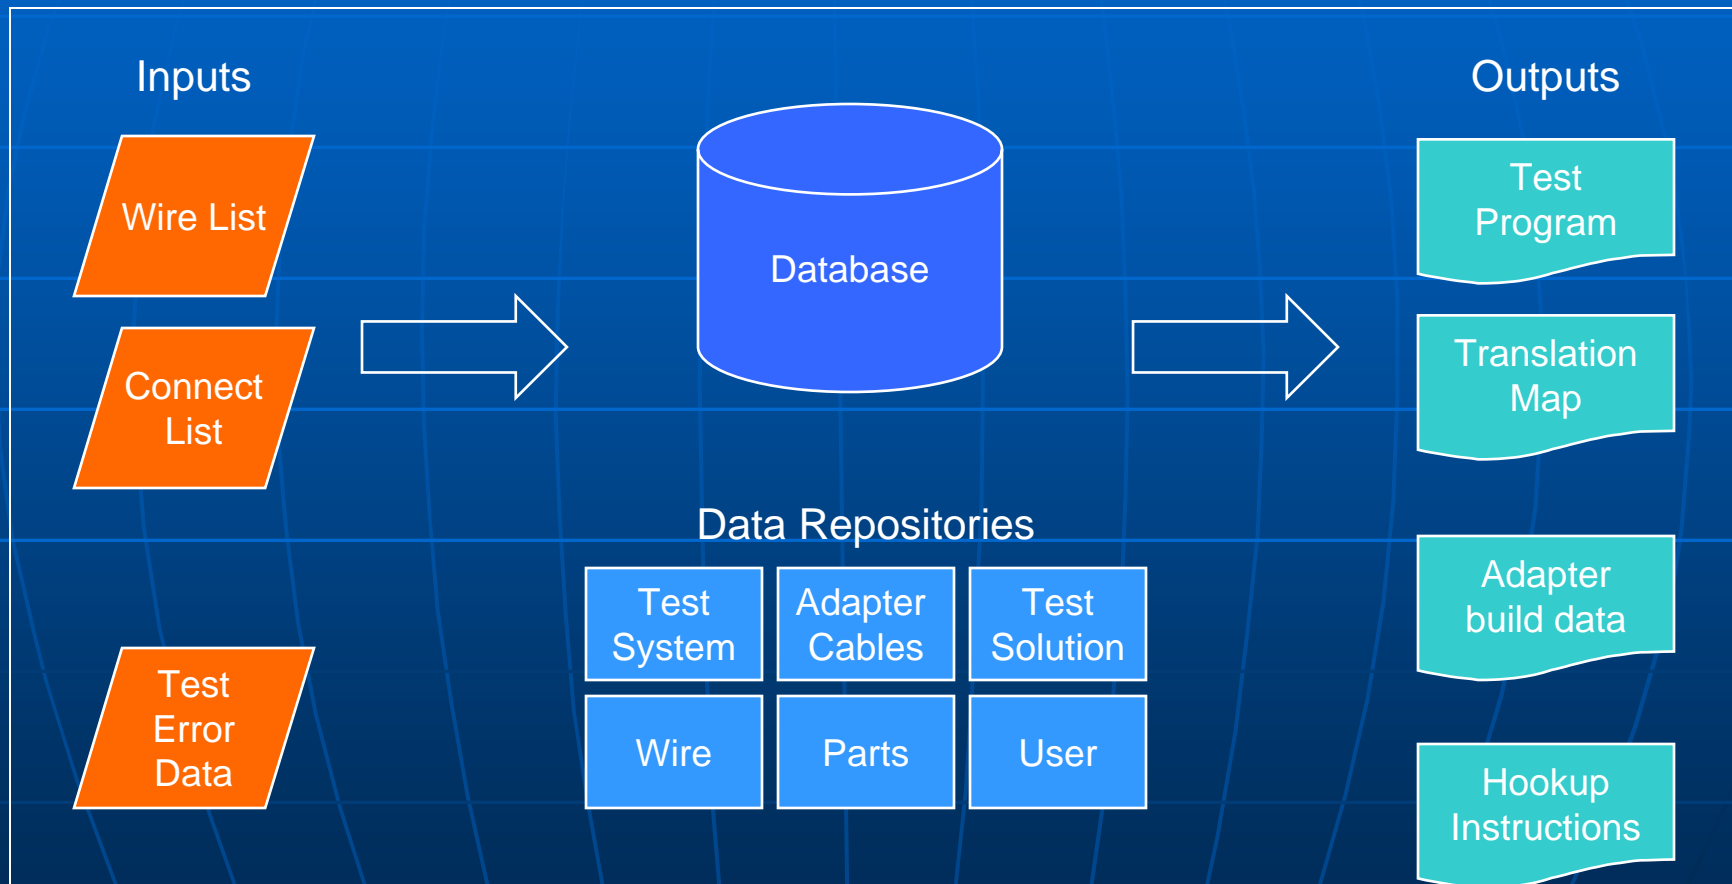 Inputs
Wire List
Connect
List
Test
Error
Data
Database
Data Repositories
Test
System
Adapter
Cables
Test
Solution
Wire
Parts
User
Outputs
Test
Program
Translation
Map
Adapter
build data
Hookup
Instructions